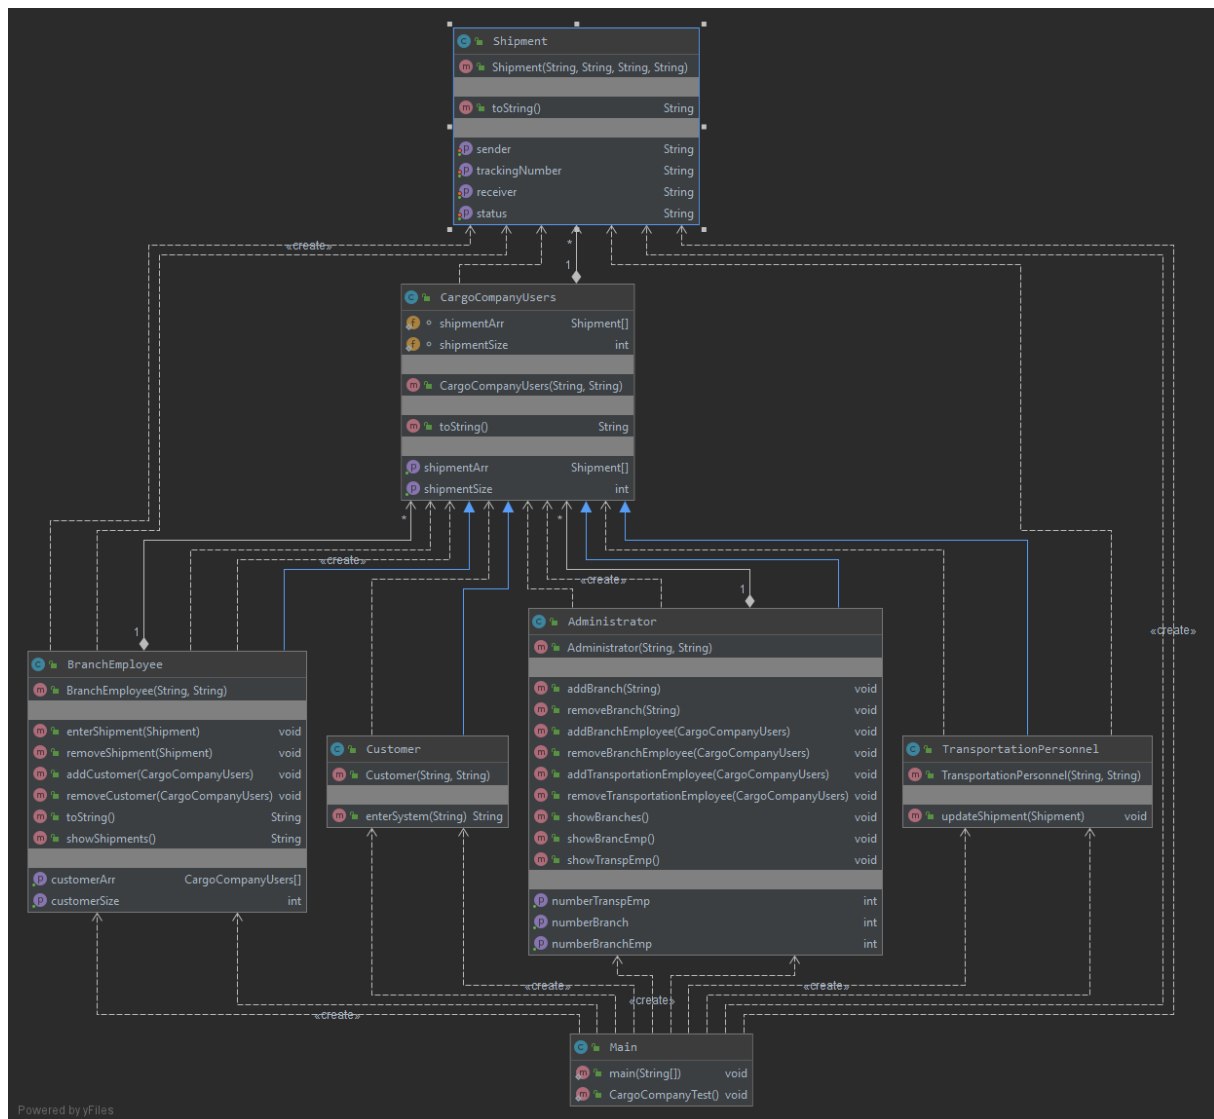 Shipment
Shipment(String, String, String, String)
toString() String
sender String
trackingNumber String
receiver String
status String
«create»
*
1
CargoCompanyUsers
shipmentArr Shipment[]
shipmentSize int
CargoCompanyUsers(String, String)
toString() String
shipmentArr Shipment[]
shipmentSize int
* *
«create»
«create»
1
1
«create»
Administrator
Administrator(String, String)
addBranch(String) void
removeBranch(String) void
addBranchEmployee(CargoCompanyUsers) void
removeBranchEmployee(CargoCompanyUsers) void
addTransportationEmployee(CargoCompanyUsers) void
removeTransportationEmployee(CargoCompanyUsers) void
showBranches() void
showBrancEmp() void
showTranspEmp() void
numberTranspEmp int
numberBranch int
numberBranchEmp int
BranchEmployee
BranchEmployee(String, String)
enterShipment(Shipment) void
removeShipment(Shipment) void
addCustomer(CargoCompanyUsers) void
removeCustomer(CargoCompanyUsers) void
toString() String
showShipments() String
customerArr CargoCompanyUsers[]
customerSize int
Customer
Customer(String, String)
enterSystem(String) String
TransportationPersonnel
TransportationPersonnel(String, String)
updateShipment(Shipment) void
«create»
«create»
«create»
«create»
Main
main(String[]) void
CargoCompanyTest() void
Powered by yFiles